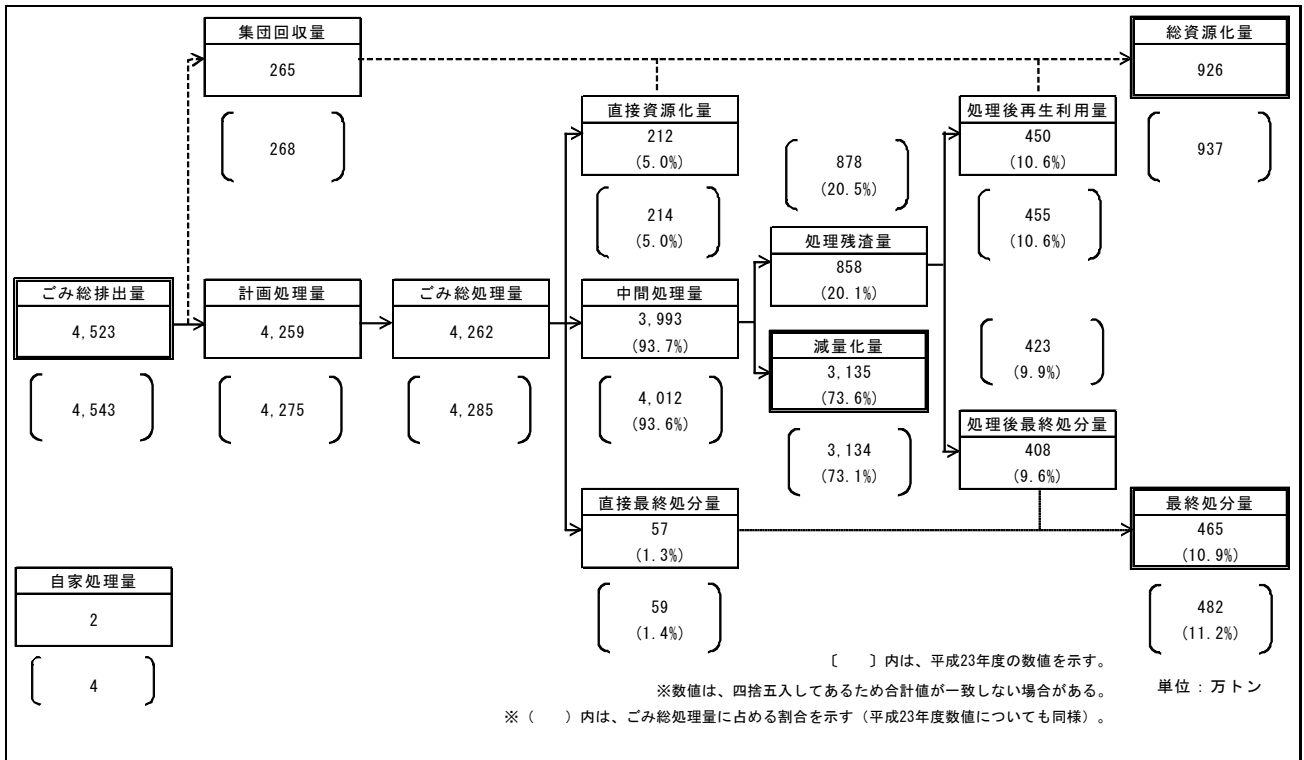 集団回収量
265
268
総資源化量
926
937
直接資源化量
212
(5.0%)
214
(5.0%)
878
(20.5%)
処理後再生利用量
450
(10.6%)
455
(10.6%)
処理残渣量
858
(20.1%)
ごみ総排出量
4,523
4,543
計画処理量
4,259
4,275
ごみ総処理量
4,262
4,285
中間処理量
3,993
(93.7%)
4,012
(93.6%)
減量化量
3,135
(73.6%)
3,134
(73.1%)
423
(9.9%)
処理後最終処分量
408
(9.6%)
直接最終処分量
57
(1.3%)
59
(1.4%)
最終処分量
465
(10.9%)
482
(11.2%)
自家処理量
2
4
〔　　〕内は、平成23年度の数値を示す。
※数値は、四捨五入してあるため合計値が一致しない場合がある。
単位：万トン
※（　　）内は、ごみ総処理量に占める割合を示す（平成23年度数値についても同様）。